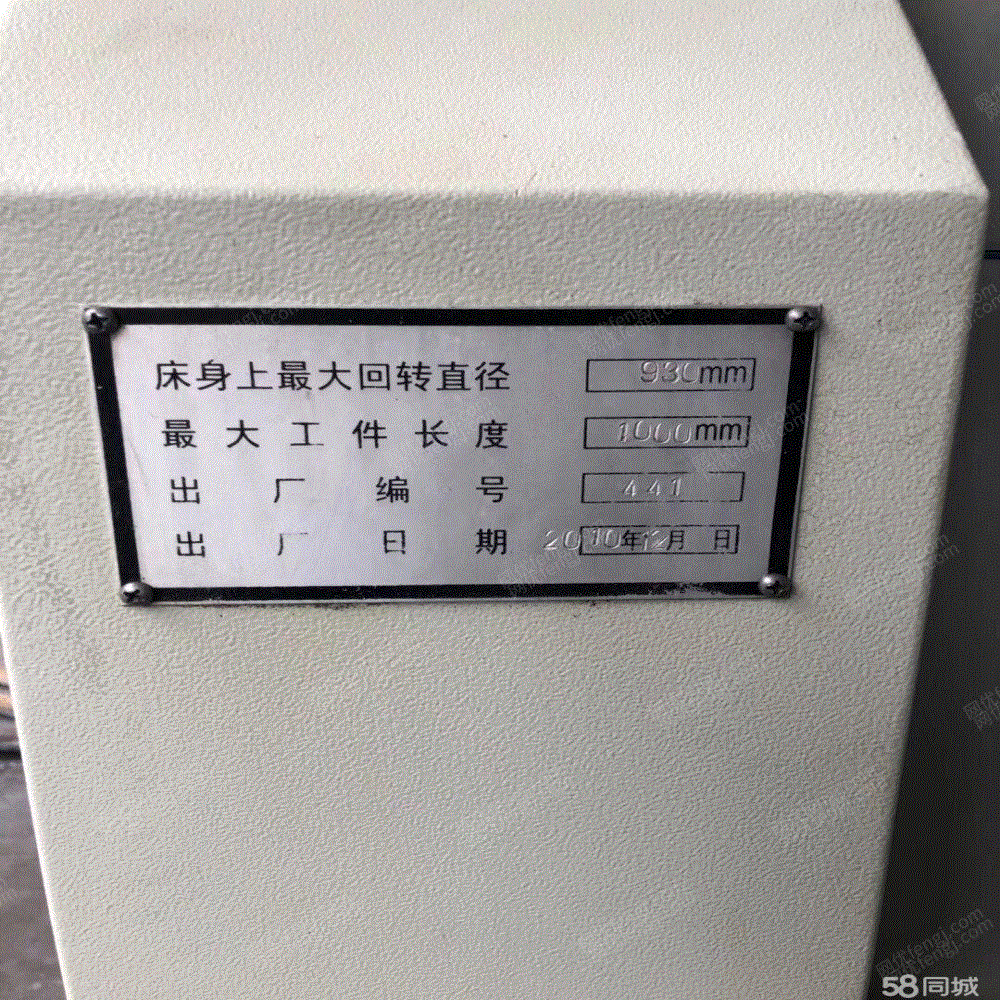 床身上最大回转直径 930mm
最大工件长度 1000mm
出厂编号 441
出厂日期 2010年12月 日
58同城